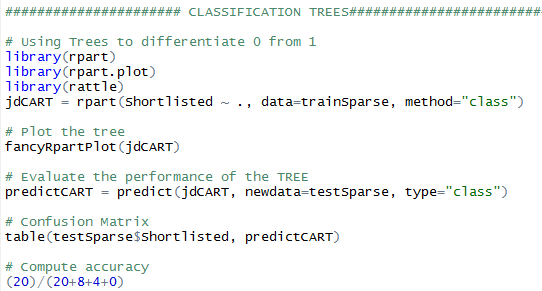 ###################### CLASSIFICATION TREES########################
# Using Trees to differentiate 0 from 1
library(rpart)
library(rpart.plot)
library(rattle)
jdCART = rpart(Shortlisted ~ ., data=trainSparse, method="class")
# Plot the tree
fancyRpartPlot(jdCART)
# Evaluate the performance of the TREE
predictCART = predict(jdCART, newdata=testSparse, type="class")
# Confusion Matrix
table(testSparse$Shortlisted, predictCART)
# Compute accuracy
(20)/(20+8+4+0)